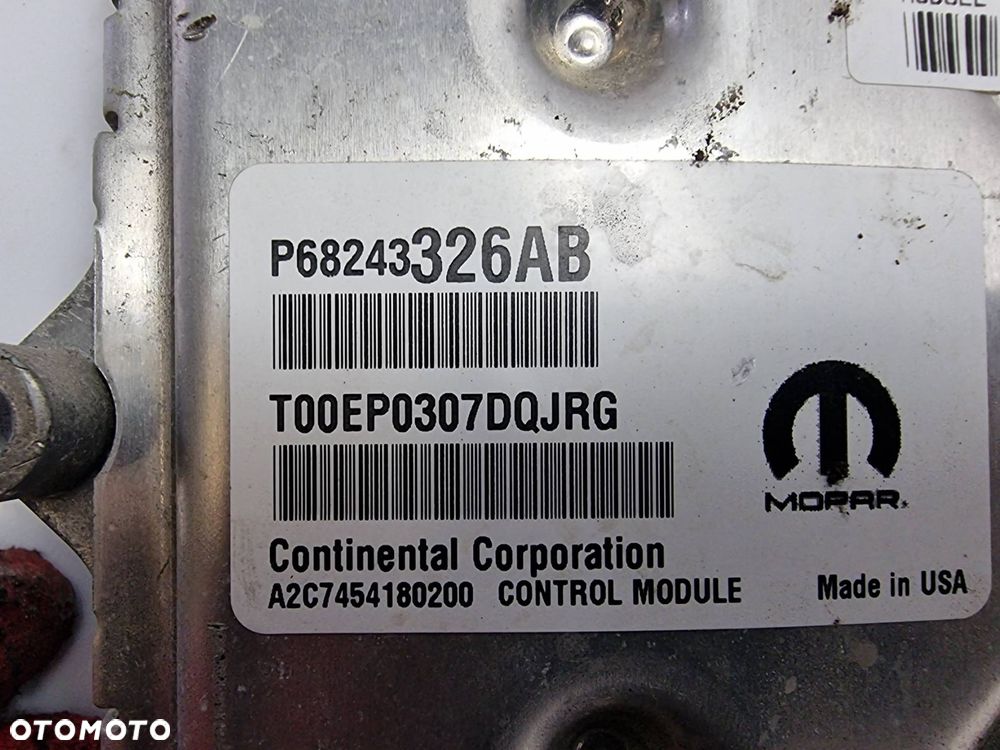 P68243326AB
T00EP0307DQJRG
MOPAR
Continental Corporation
A2C7454180200 CONTROL MODULE Made in USA
OTOMOTO